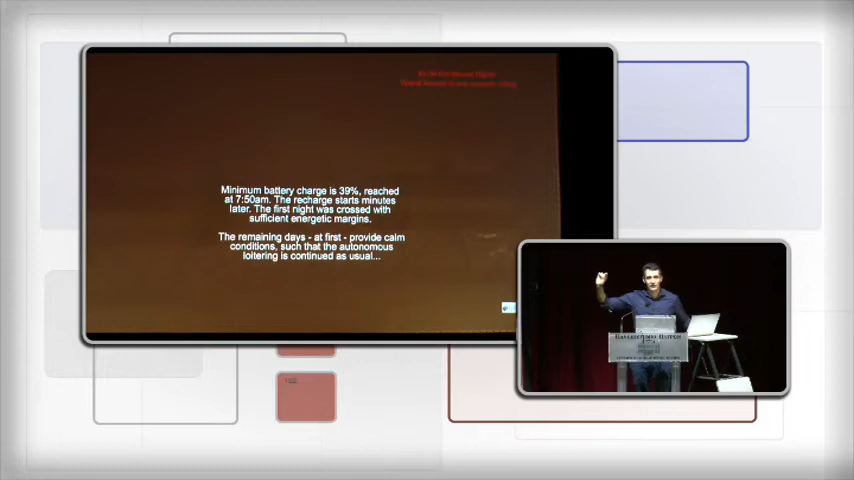 Minimum battery charge is 39%, reached
at 7:50am. The recharge starts minutes
later. The first night was crossed with
sufficient energetic margins.
The remaining days - at first - provide calm
conditions, such that the autonomous
loitering is continued as usual...